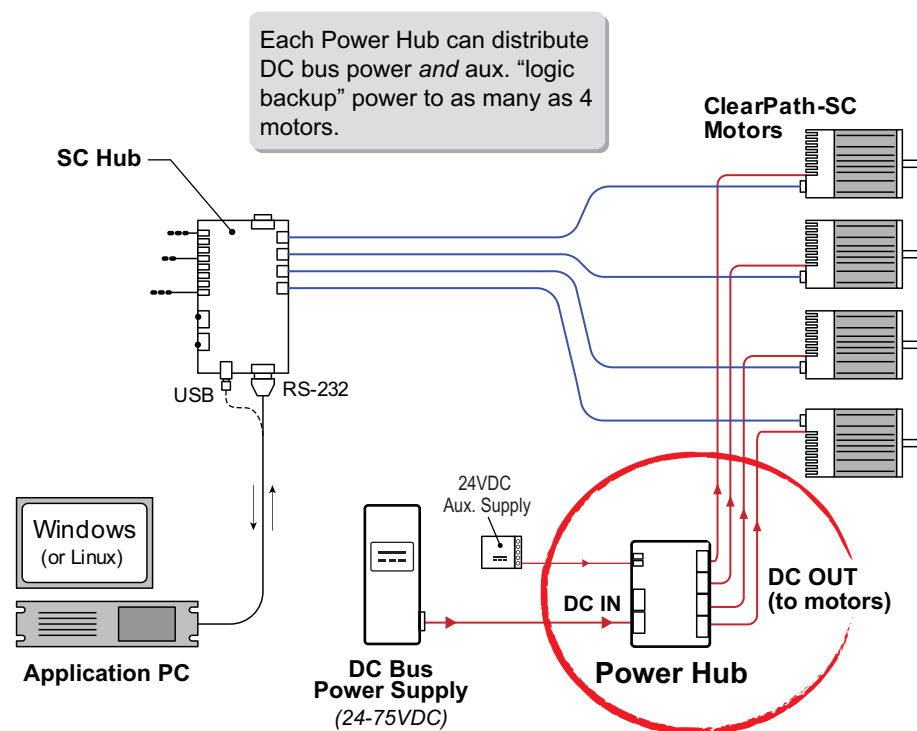 Each Power Hub can distribute
DC bus power and aux. “logic
backup” power to as many as 4
motors.
ClearPath-SC
Motors
SC Hub
USB
RS-232
24VDC
Aux. Supply
Windows
(or Linux)
DC IN
DC OUT
(to motors)
Application PC
DC Bus
Power Supply
(24-75VDC)
Power Hub